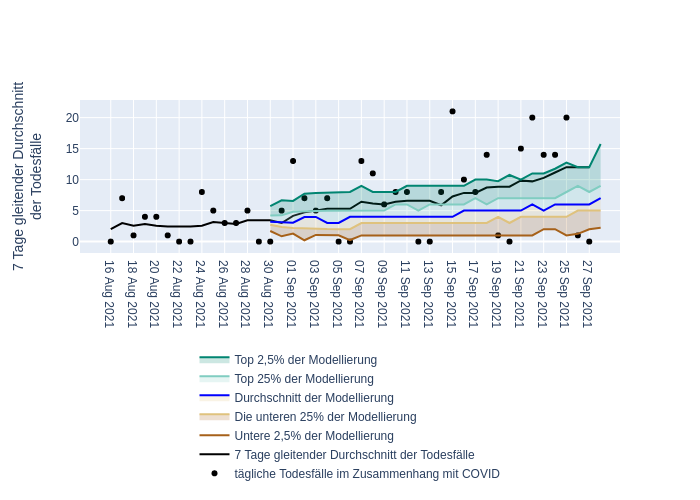 7 Tage gleitender Durchschnitt
der Todesfälle
20
15
10
5
0
16 Aug 2021
18 Aug 2021
20 Aug 2021
22 Aug 2021
24 Aug 2021
26 Aug 2021
28 Aug 2021
30 Aug 2021
01 Sep 2021
03 Sep 2021
05 Sep 2021
07 Sep 2021
09 Sep 2021
11 Sep 2021
13 Sep 2021
15 Sep 2021
17 Sep 2021
19 Sep 2021
21 Sep 2021
23 Sep 2021
25 Sep 2021
27 Sep 2021
Top 2,5% der Modellierung
Top 25% der Modellierung
Durchschnitt der Modellierung
Die unteren 25% der Modellierung
Untere 2,5% der Modellierung
7 Tage gleitender Durchschnitt der Todesfälle
tägliche Todesfälle im Zusammenhang mit COVID